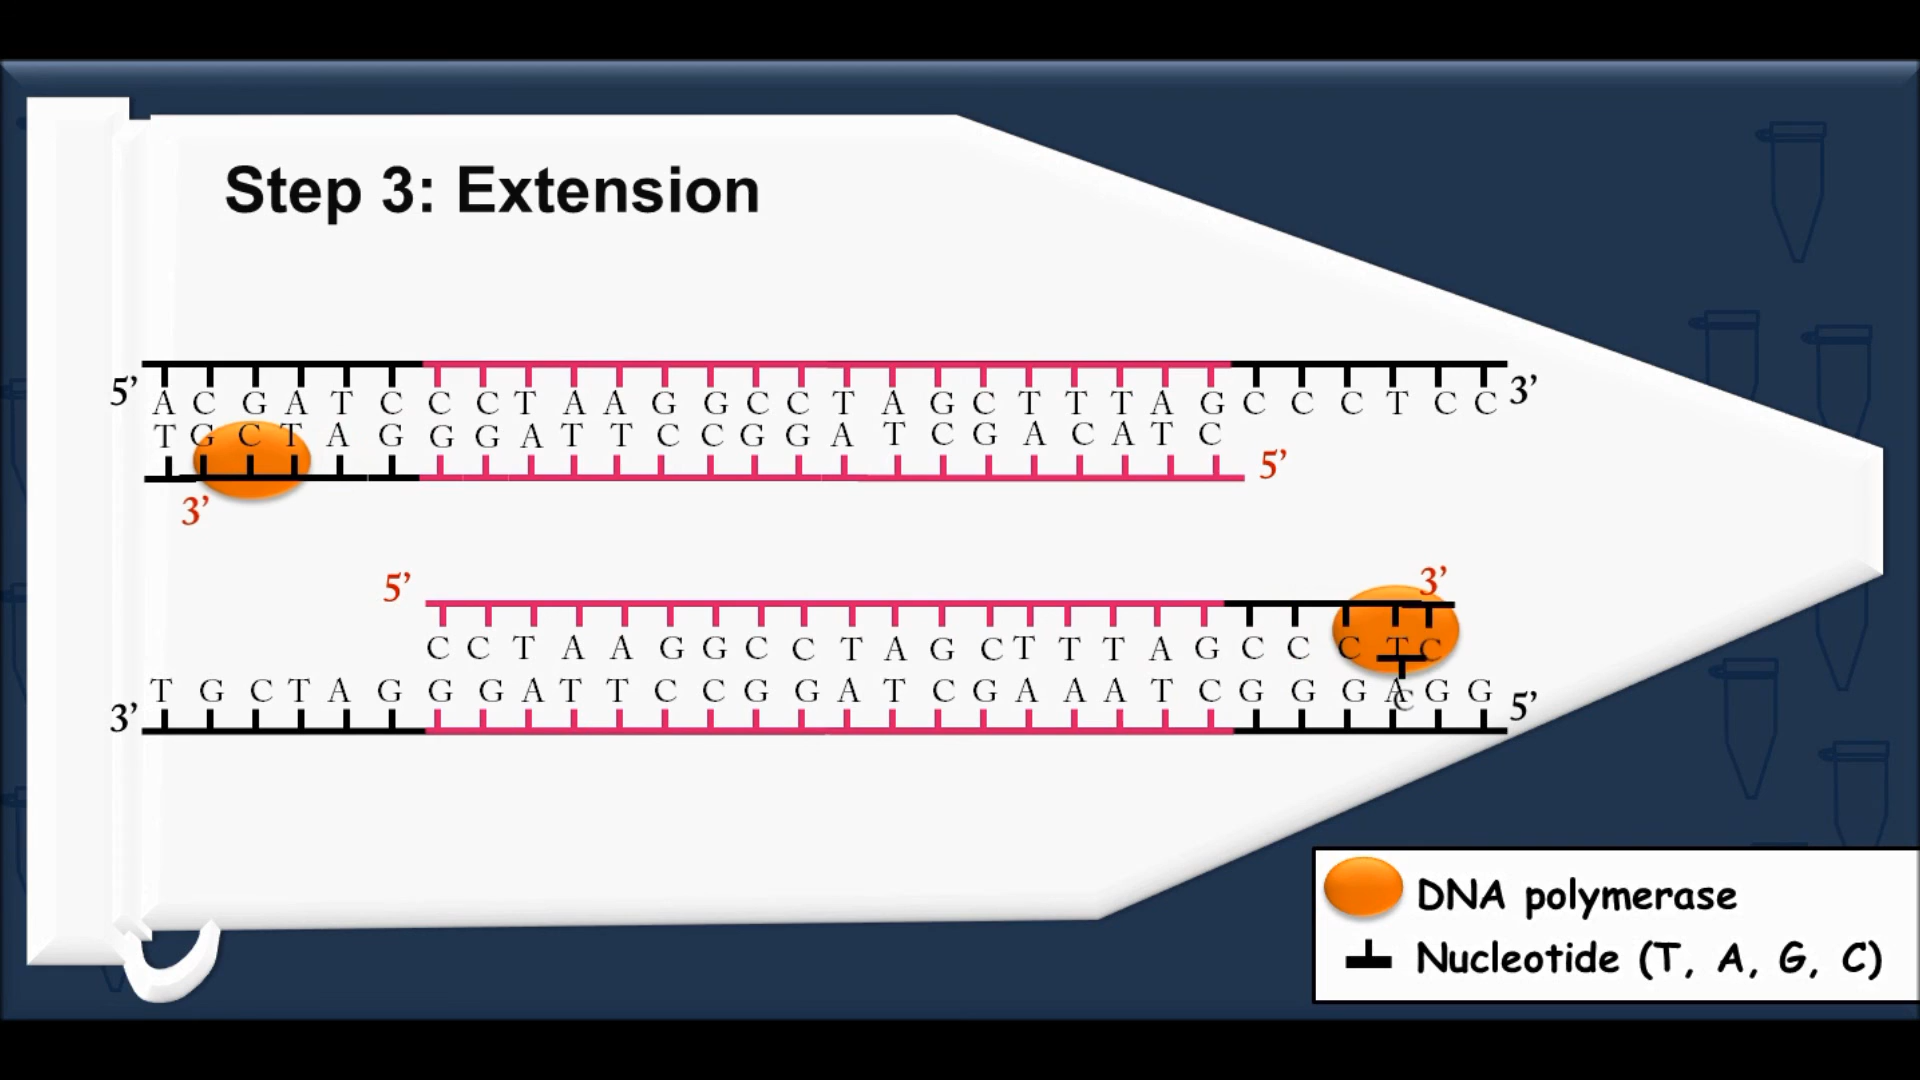 Step 3: Extension
5’ A C G A T C C C T A A G G C C T A G C T T T A G C C C T C C 3’
T G C T A G G G A T T C C G G A T C G A C A T C
5’
3’
5’ 3’
C C T A A G G C C T A G C T T T A G C C C T C
C
3’ T G C T A G G G A T T C C G G A T C G A A A T C G G G A G G 5’
DNA polymerase
Nucleotide (T, A, G, C)